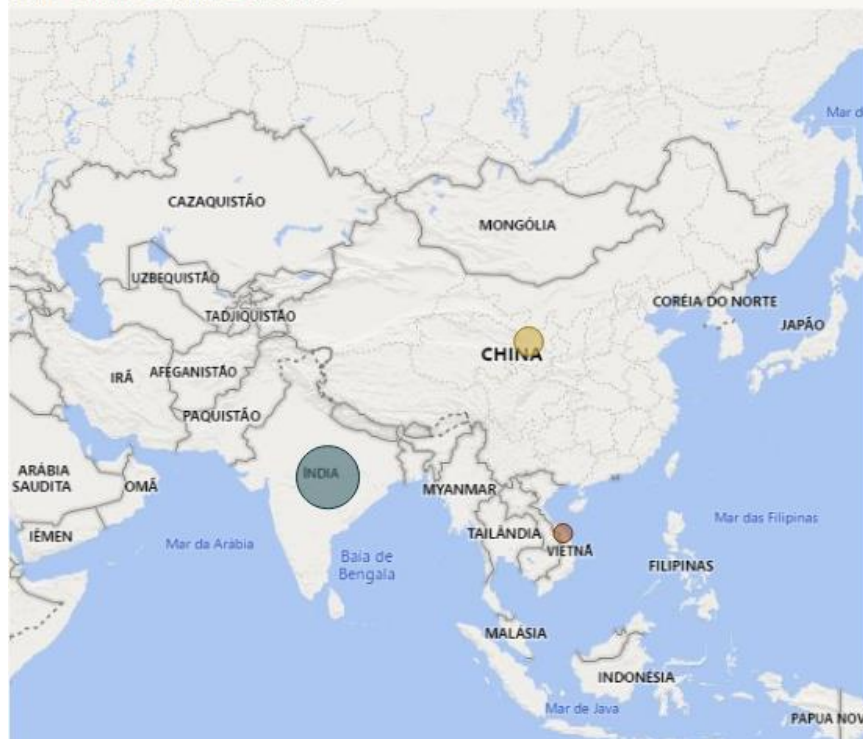 Mar d
CAZAQUISTÃO
MONGÓLIA
UZBEQUISTÃO
TADJIQUISTÃO
CORÉIA DO NORTE
JAPÃO
CHINA
IRÃ
AFEGANISTÃO
PAQUISTÃO
ARÁBIA
SAUDITA
OMÃ
ÍNDIA
MYANMAR
IÊMEN
Mar da Arábia
Baía de
Bengala
TAILÂNDIA
VIETNÃ
Mar das Filipinas
FILIPINAS
MALÁSIA
INDONÉSIA
Mar de Java
PAPUA NOV